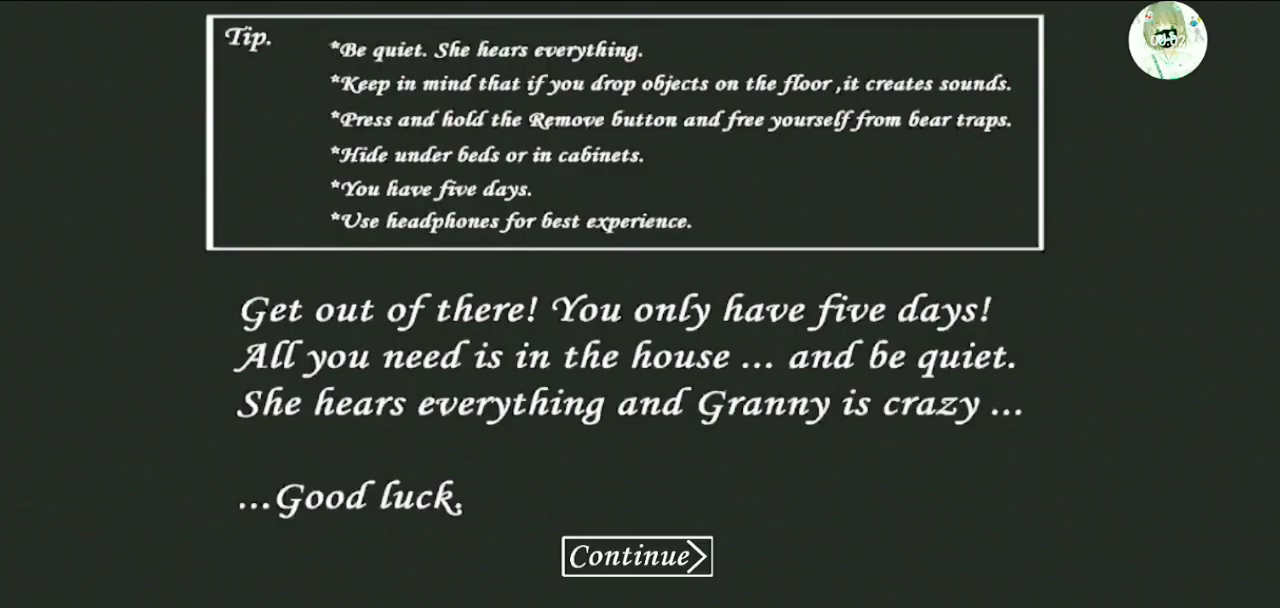 Tip.
*Be quiet. She hears everything.
*Keep in mind that if you drop objects on the floor ,it creates sounds.
*Press and hold the Remove button and free yourself from bear traps.
*Hide under beds or in cabinets.
*You have five days.
*Use headphones for best experience.
Get out of there! You only have five days!
All you need is in the house ... and be quiet.
She hears everything and Granny is crazy ...
...Good luck.
Continue